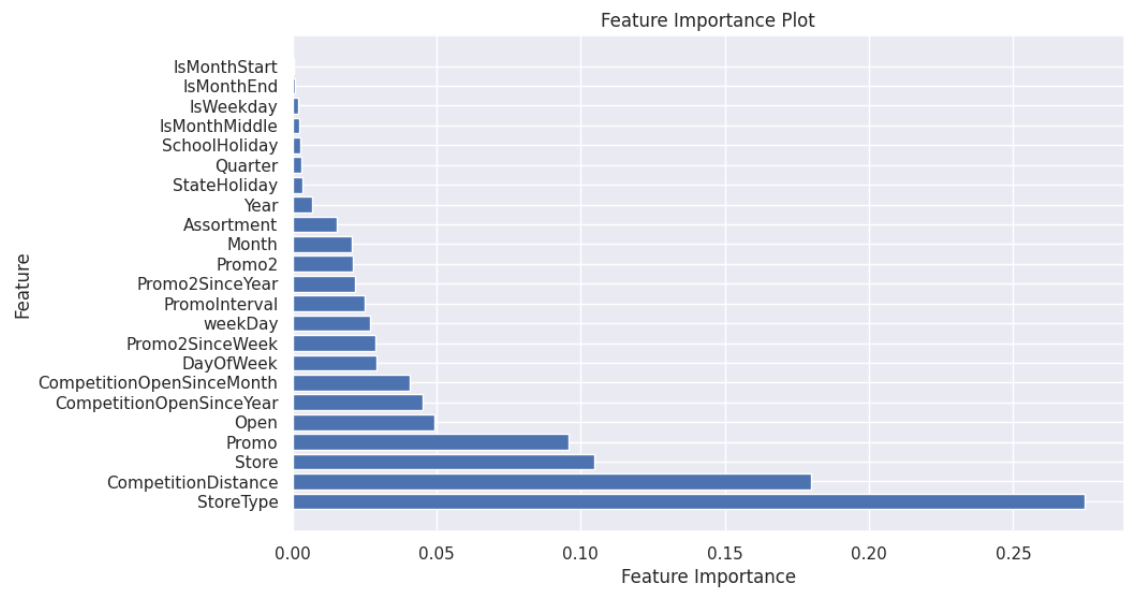 Feature Importance Plot
IsMonthStart
IsMonthEnd
IsWeekday
IsMonthMiddle
SchoolHoliday
Quarter
StateHoliday
Year
Assortment
Month
Promo2
Promo2SinceYear
PromoInterval
weekDay
Promo2SinceWeek
DayOfWeek
CompetitionOpenSinceMonth
CompetitionOpenSinceYear
Open
Promo
Store
CompetitionDistance
StoreType
Feature
0.00 0.05 0.10 0.15 0.20 0.25
Feature Importance